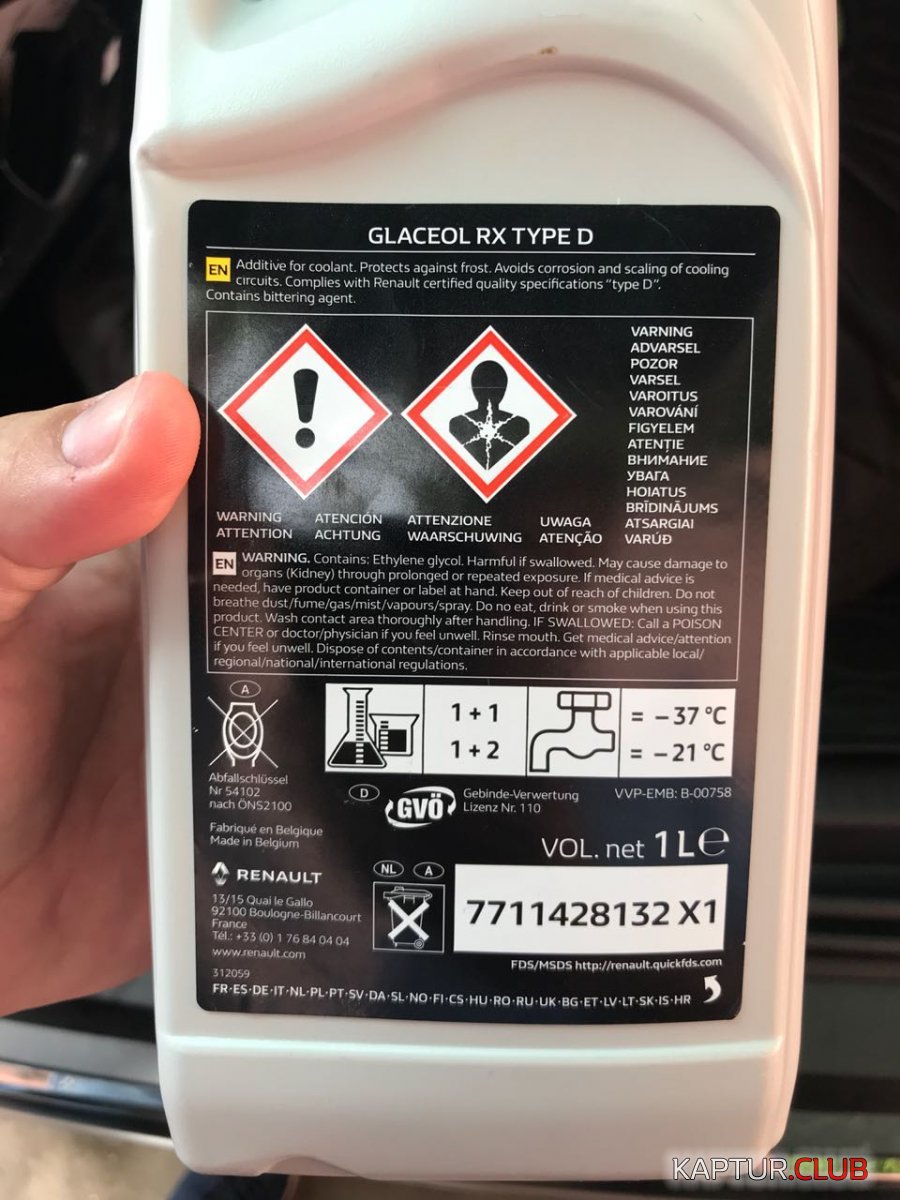 GLACEOL RX TYPE D
EN Additive for coolant. Protects against frost. Avoids corrosion and scaling of cooling
circuits. Complies with Renault certified quality specifications "type D".
Contains bittering agent.
VARNING
ADVARSEL
POZOR
VARSEL
VAROITUS
VAROVÁNÍ
FIGYELEM
ATENȚIE
ВНИМАНИЕ
УВАГА
HOIATUS
BRĪDINĀJUMS
ATSARGIAI
VARÚÐ
WARNING ATENCIÓN ATTENZIONE UWAGA
ATTENTION ACHTUNG WAARSCHUWING ATENÇÃO
EN WARNING. Contains: Ethylene glycol. Harmful if swallowed. May cause damage to
organs (Kidney) through prolonged or repeated exposure. If medical advice is
needed, have product container or label at hand. Keep out of reach of children. Do not
breathe dust/fume/gas/mist/vapours/spray. Do no eat, drink or smoke when using this
product. Wash contact area thoroughly after handling. IF SWALLOWED: Call a POISON
CENTER or doctor/physician if you feel unwell. Rinse mouth. Get medical advice/attention
if you feel unwell. Dispose of contents/container in accordance with applicable local/
regional/national/international regulations.
A
1 + 1 = −37 °C
1 + 2 = −21 °C
Abfallschlüssel
Nr 54102
nach ÖNS2100
D
GVÖ
Gebinde-Verwertung
Lizenz Nr. 110
VVP-EMB: B-00758
Fabriqué en Belgique
Made in Belgium
VOL. net 1 L e
RENAULT
13/15 Quai le Gallo
92100 Boulogne-Billancourt
France
Tél.: +33 (0) 1 76 84 04 04
www.renault.com
NL A
7711428132 X1
FDS/MSDS http://renault.quickfds.com
312059
FR·ES·DE·IT·NL·PL·PT·SV·DA·SL·NO·FI·CS·HU·RO·RU·UK·BG·ET·LV·LT·SK·IS·HR
KAPTUR.CLUB